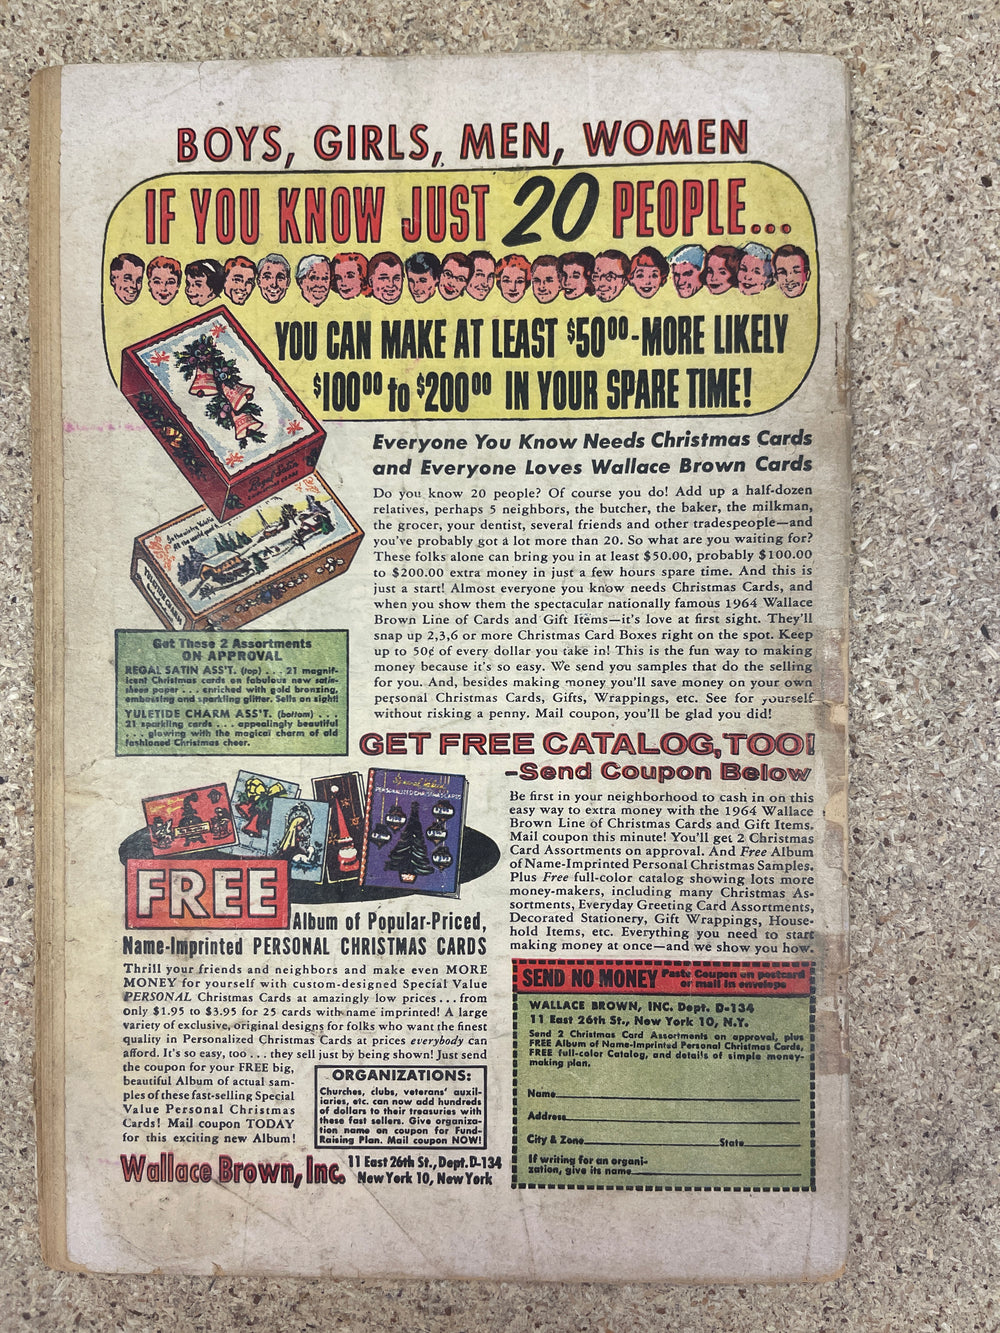 BOYS, GIRLS, MEN, WOMEN
IF YOU KNOW JUST 20 PEOPLE...
YOU CAN MAKE AT LEAST $5000-MORE LIKELY
$10000 to $20000 IN YOUR SPARE TIME!
Everyone You Know Needs Christmas Cards
and Everyone Loves Wallace Brown Cards
Do you know 20 people? Of course you do! Add up a half-dozen
relatives, perhaps 5 neighbors, the butcher, the baker, the milkman,
the grocer, your dentist, several friends and other tradespeople—and
you've probably got a lot more than 20. So what are you waiting for?
These folks alone can bring you in at least $50.00, probably $100.00
to $200.00 extra money in just a few hours spare time. And this is
just a start! Almost everyone you know needs Christmas Cards, and
when you show them the spectacular nationally famous 1964 Wallace
Brown Line of Cards and Gift Items—it's love at first sight. They'll
snap up 2,3,6 or more Christmas Card Boxes right on the spot. Keep
up to 50¢ of every dollar you take in! This is the fun way to making
money because it's so easy. We send you samples that do the selling
for you. And, besides making money you'll save money on your own
personal Christmas Cards, Gifts, Wrappings, etc. See for yourself
without risking a penny. Mail coupon, you'll be glad you did!
Regal Satin
In the wintry Yuletide
All the world
YULETIDE CHARM
Get These 2 Assortments
ON APPROVAL
REGAL SATIN ASS'T. (top) . . . 21 magnif-
icent Christmas cards on fabulous new satin-
sheen paper . . . enriched with gold bronzing,
embossing and sparkling glitter. Sells on sight!
YULETIDE CHARM ASS'T. (bottom) . .
21 sparkling cards . . . appealingly beautiful
. . . glowing with the magical charm of old
fashioned Christmas cheer.
GET FREE CATALOG, TOO!
-Send Coupon Below
Be first in your neighborhood to cash in on this
easy way to extra money with the 1964 Wallace
Brown Line of Christmas Cards and Gift Items.
Mail coupon this minute! You'll get 2 Christmas
Card Assortments on approval. And Free Album
of Name-Imprinted Personal Christmas Samples.
Plus Free full-color catalog showing lots more
money-makers, including many Christmas As-
sortments, Everyday Greeting Card Assortments,
Decorated Stationery, Gift Wrappings, House-
hold Items, etc. Everything you need to start
making money at once—and we show you how.
Special Value
PERSONALIZED CHRISTMAS CARDS
FREE
Album of Popular-Priced,
Name-Imprinted PERSONAL CHRISTMAS CARDS
Thrill your friends and neighbors and make even MORE
MONEY for yourself with custom-designed Special Value
PERSONAL Christmas Cards at amazingly low prices . . . from
only $1.95 to $3.95 for 25 cards with name imprinted! A large
variety of exclusive, original designs for folks who want the finest
quality in Personalized Christmas Cards at prices everybody can
afford. It's so easy, too . . . they sell just by being shown! Just send
the coupon for your FREE big,
beautiful Album of actual sam-
ples of these fast-selling Special
Value Personal Christmas
Cards! Mail coupon TODAY
for this exciting new Album!
ORGANIZATIONS:
Churches, clubs, veterans' auxil-
iaries, etc. can now add hundreds
of dollars to their treasuries with
these fast sellers. Give organiza-
tion name on coupon for Fund-
Raising Plan. Mail coupon NOW!
Wallace Brown, Inc. 11 East 26th St., Dept. D-134
New York 10, New York
SEND NO MONEY Paste Coupon on postcard
or mail in envelope
WALLACE BROWN, INC. Dept. D-134
11 East 26th St., New York 10, N.Y.
Send 2 Christmas Card Assortments on approval, plus
FREE Album of Name-Imprinted Personal Christmas Cards,
FREE full-color Catalog, and details of simple money-
making plan.
Name
Address
City & Zone State
If writing for an organi-
zation, give its name